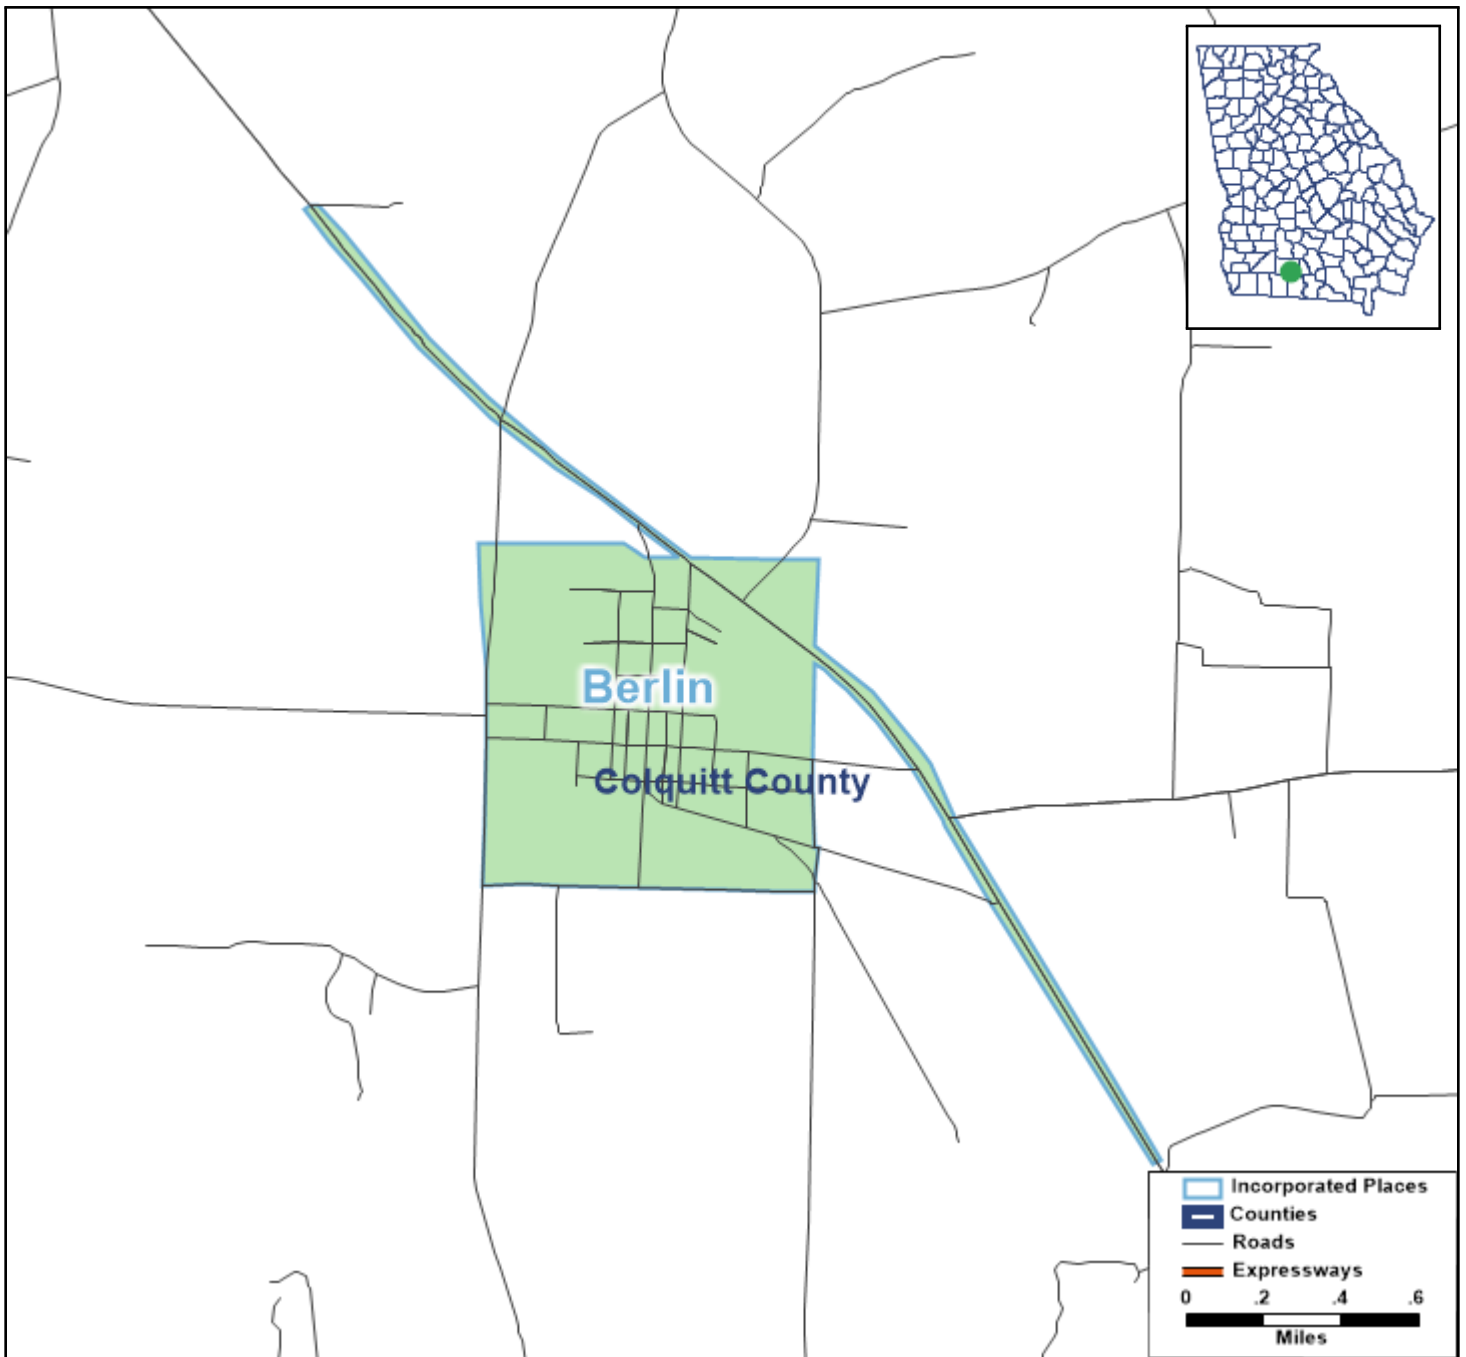 Berlin
Colquitt County
Incorporated Places
Counties
Roads
Expressways
0 .2 .4 .6
Miles